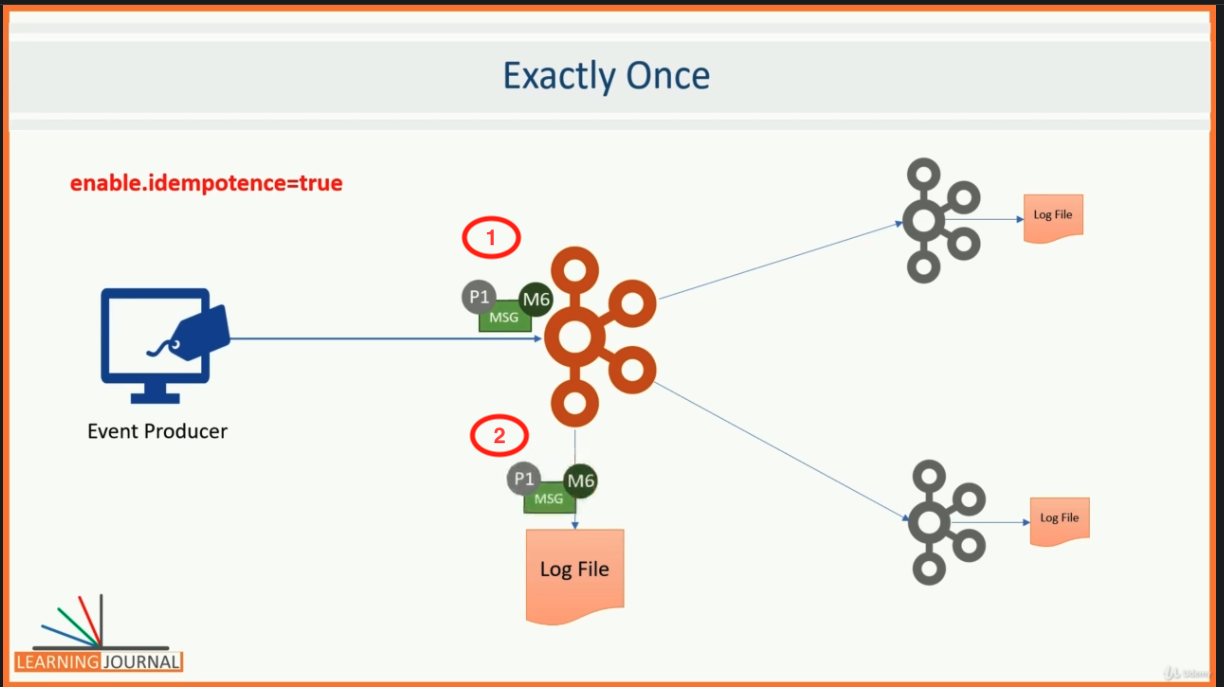 Exactly Once
enable.idempotence=true
1
P1
M6
MSG
Log File
Event Producer
2
P1
M6
MSG
Log File
Log File
LEARNING JOURNAL
Udemy